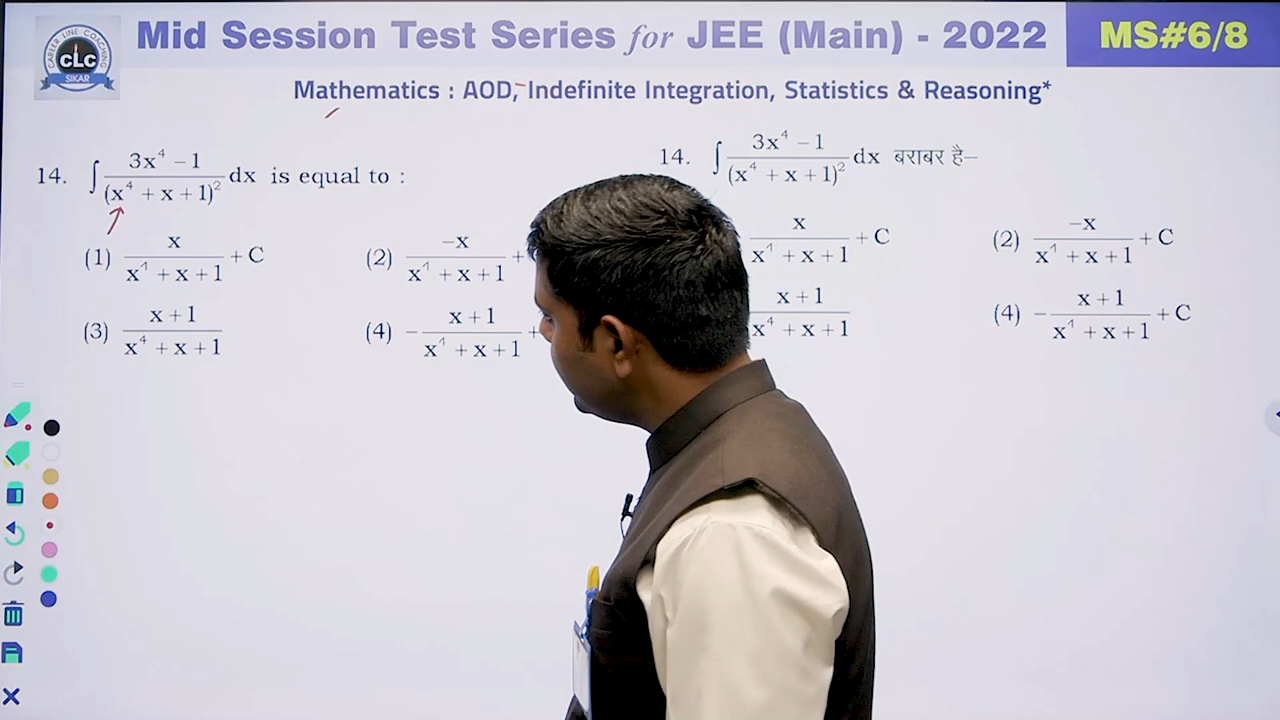 Mid Session Test Series for JEE (Main) - 2022
MS#6/8
CAREER LINE COACHING
CLC
SIKAR
Mathematics : AOD, Indefinite Integration, Statistics & Reasoning*
14. ∫ (3x⁴ − 1)/(x⁴ + x + 1)² dx is equal to :
(1) x/(x⁴ + x + 1) + C
(2) −x/(x⁴ + x + 1) +
(3) (x + 1)/(x⁴ + x + 1)
(4) − (x + 1)/(x⁴ + x + 1) +
14. ∫ (3x⁴ − 1)/(x⁴ + x + 1)² dx बराबर है–
x/(x⁴ + x + 1) + C
(2) −x/(x⁴ + x + 1) + C
(x + 1)/(x⁴ + x + 1)
(4) − (x + 1)/(x⁴ + x + 1) + C